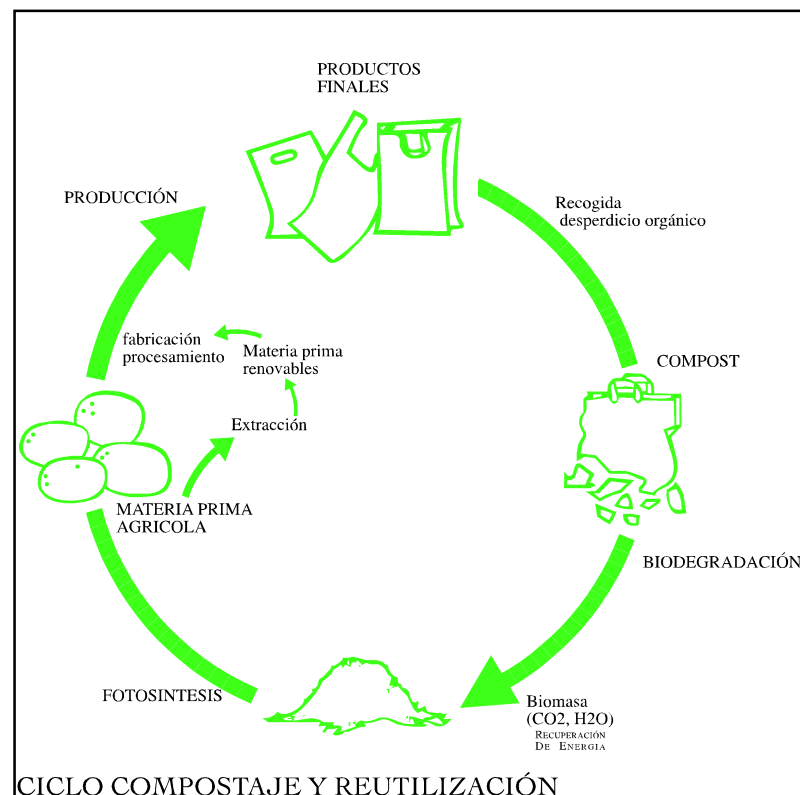 PRODUCTOS
FINALES
PRODUCCIÓN
Recogida
desperdicio orgánico
fabricación
procesamiento
Materia prima
renovables
COMPOST
Extracción
MATERIA PRIMA
AGRICOLA
BIODEGRADACIÓN
FOTOSINTESIS
Biomasa
(CO2, H2O)
RECUPERACIÓN
DE ENERGIA
CICLO COMPOSTAJE Y REUTILIZACIÓN